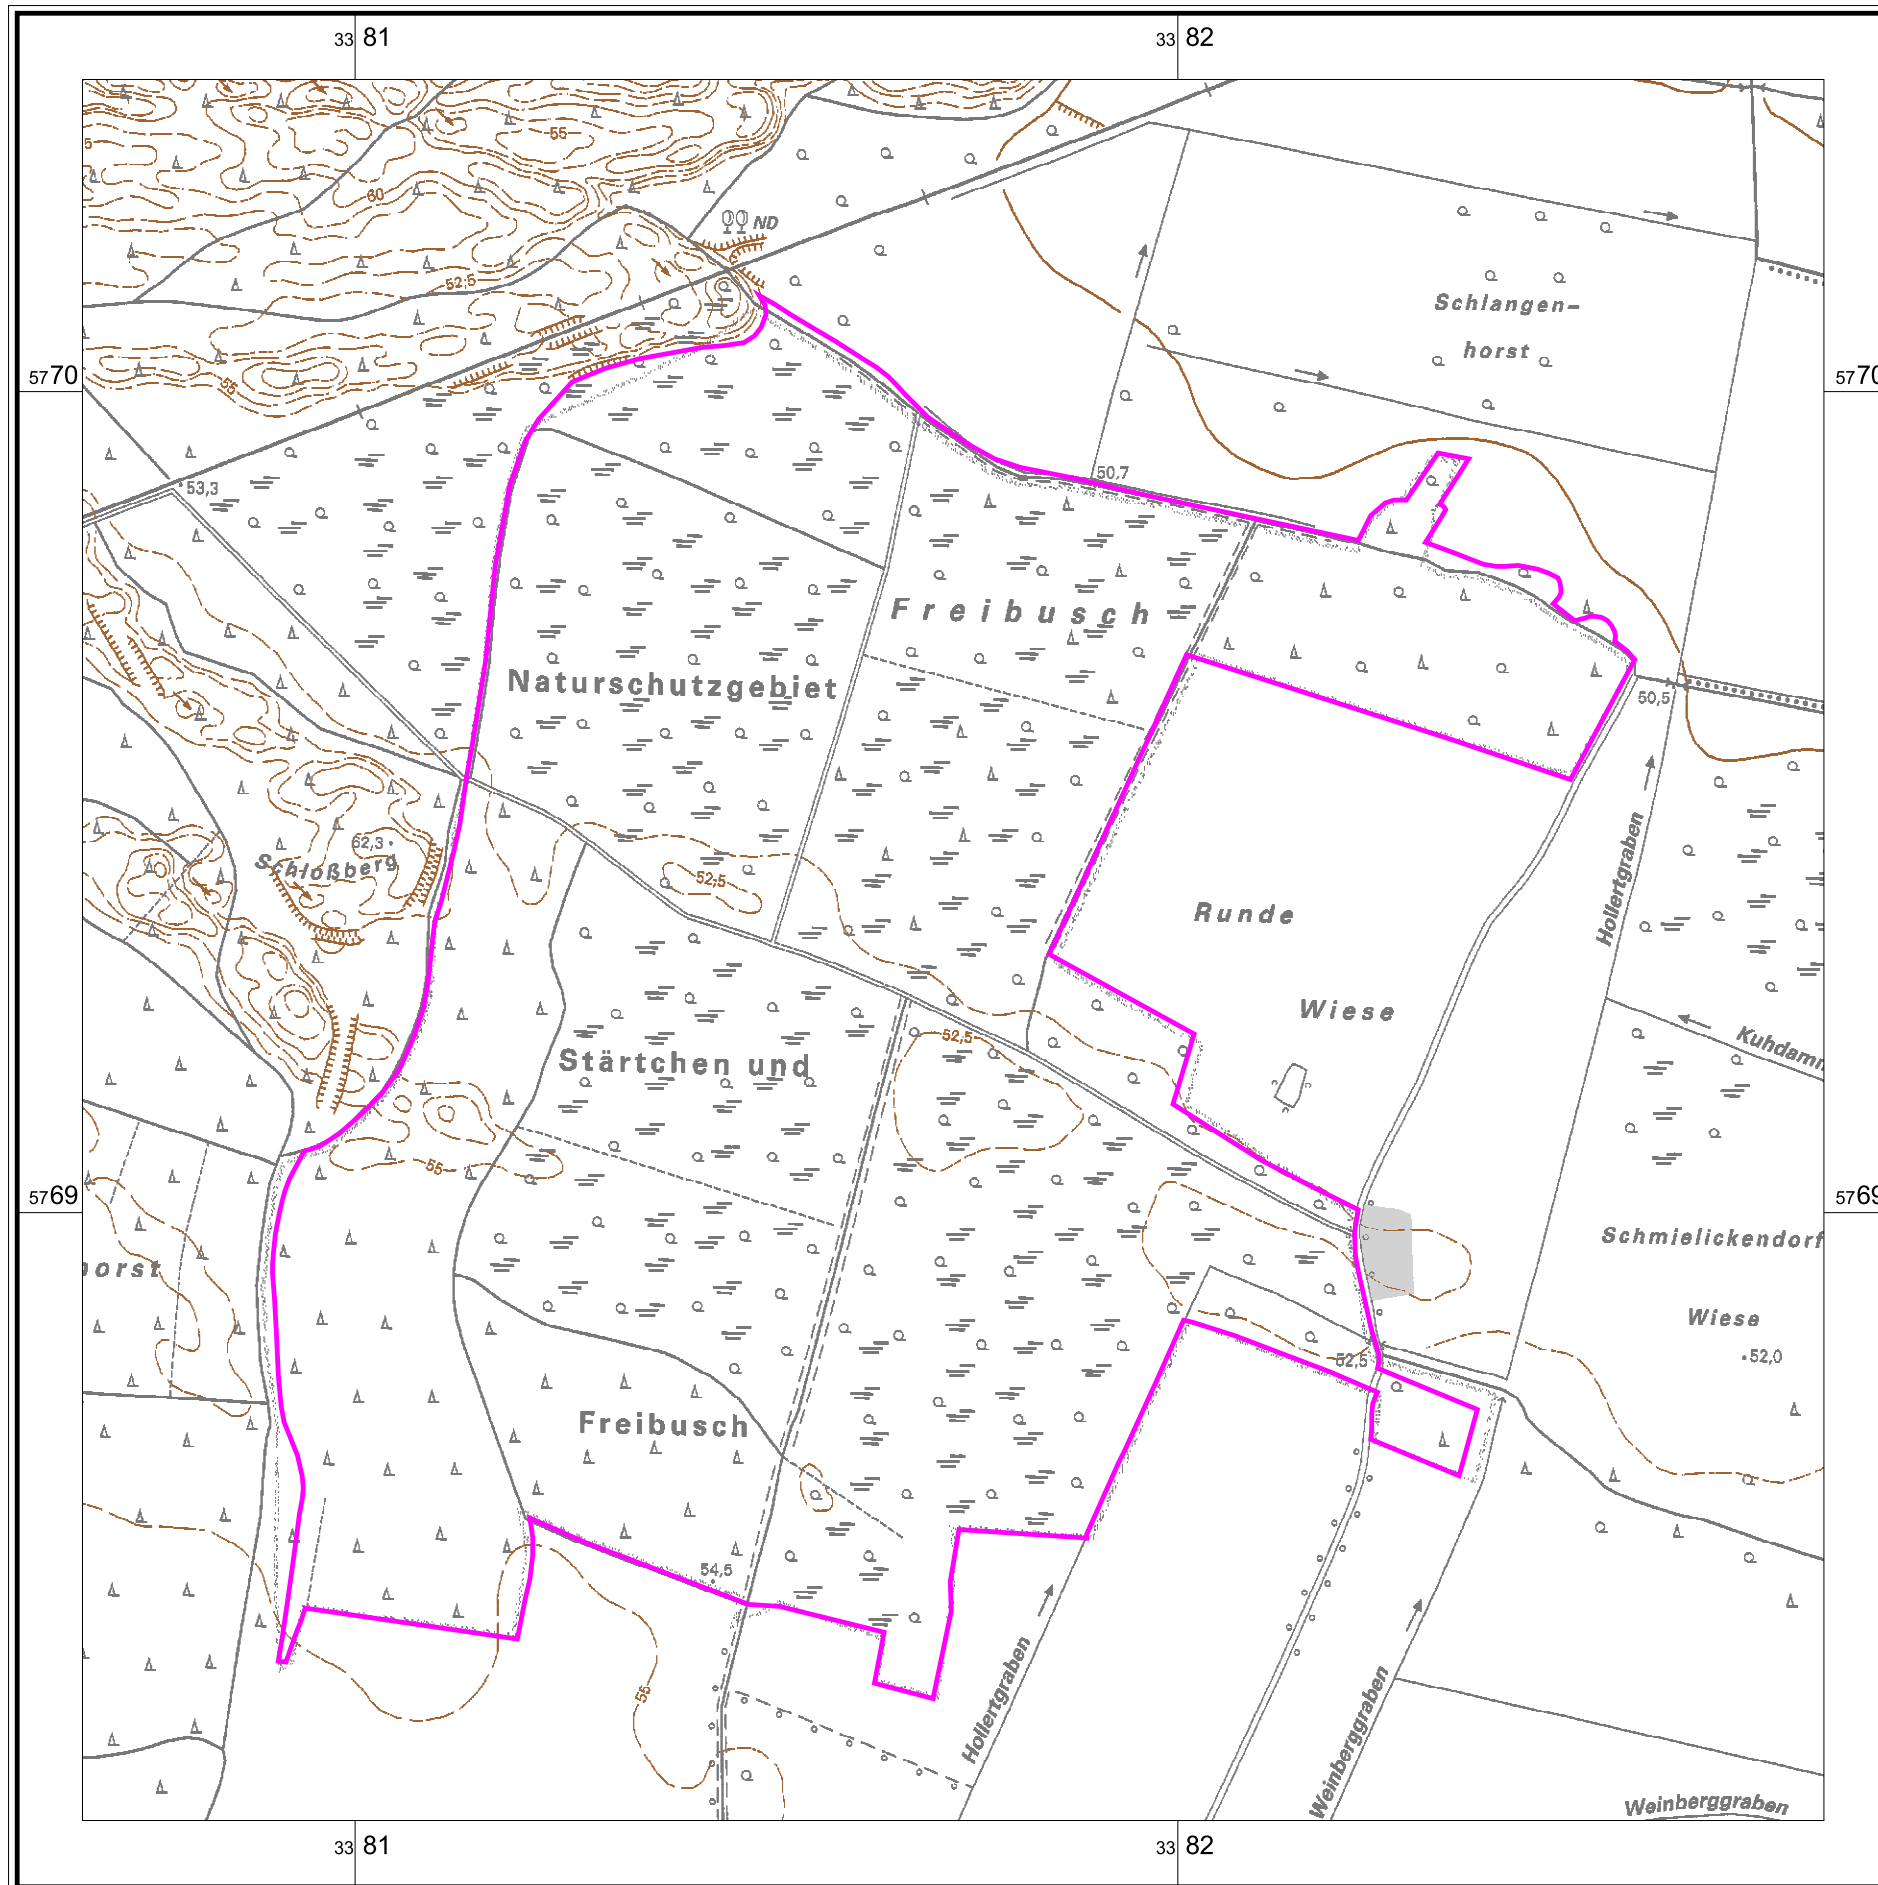 33 81
33 82
55
5
60
ND
52,5
Schlangen-
horst
5770
5770
55
50,7
53,3
Freibusch
Naturschutzgebiet
50,5
62,3
Schloßberg
52,5
Hollertgraben
Runde
Wiese
52,5
Kuhdamm
Stärtchen und
55
5769
5769
Schmielickendorf
horst
Wiese
52,0
52,5
Freibusch
54,5
55
Hollertgraben
Weinberggraben
Weinberggraben
33 81
33 82